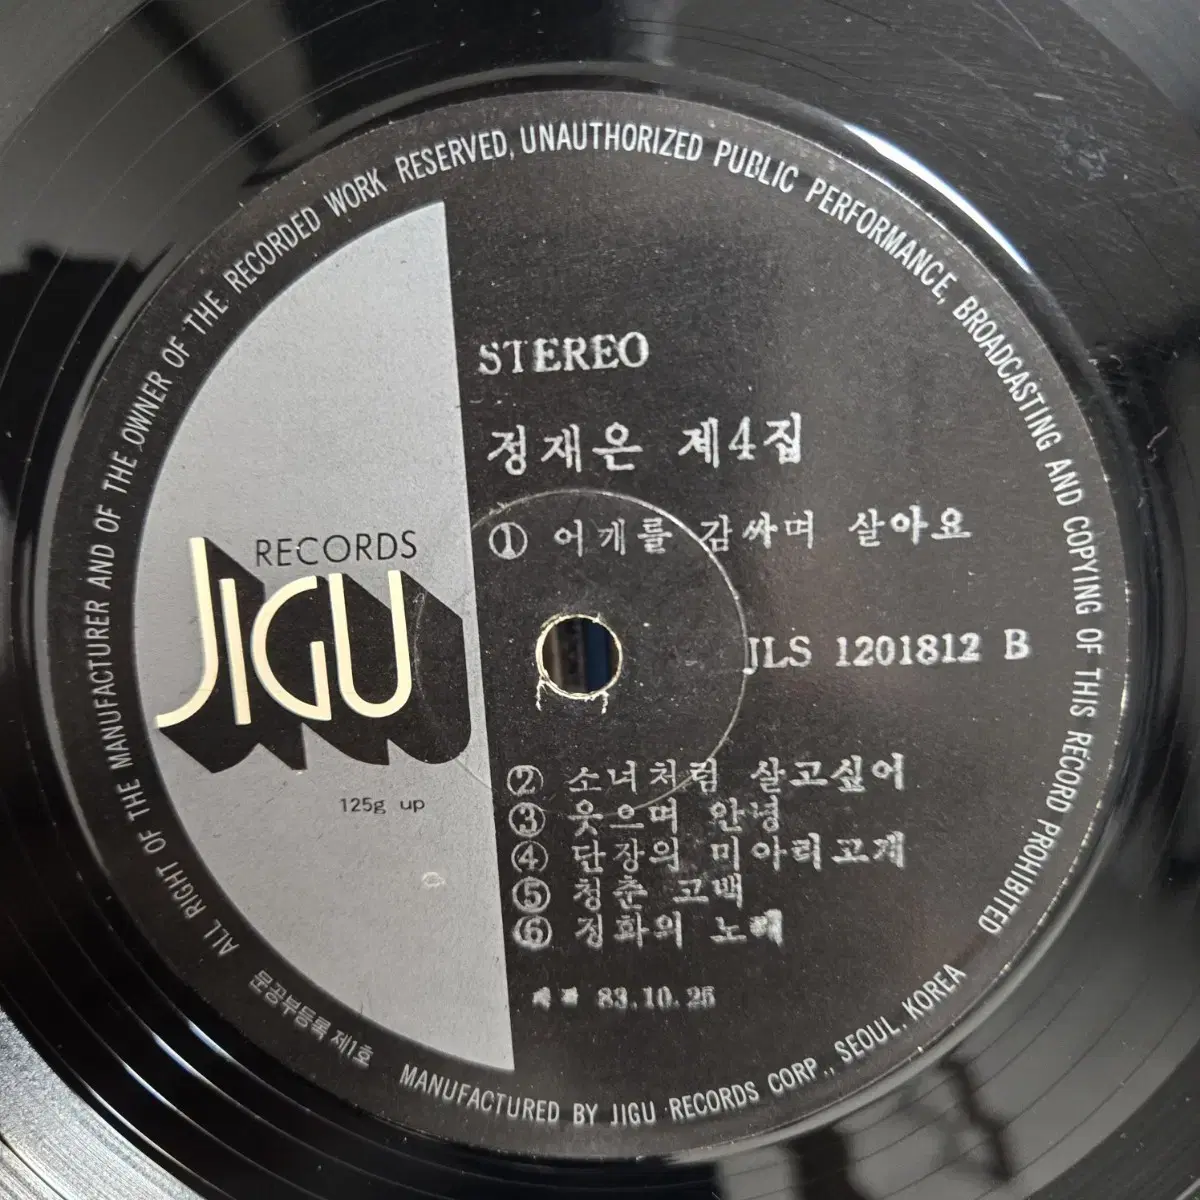 ALL RIGHT OF THE MANUFACTURER AND OF THE OWNER OF THE RECORDED WORK RESERVED, UNAUTHORIZED PUBLIC PERFORMANCE, BROADCASTING AND COPYING OF THIS RECORD PROHIBITED
STEREO
정재은 제4집
① 어깨를 감싸며 살아요
RECORDS
JIGU
JLS 1201812 B
125g up
② 소녀처럼 살고싶어
③ 웃으며 안녕
④ 단장의 미아리고개
⑤ 청춘 고백
⑥ 정화의 노래
83.10.25
문공부등록 제1호
MANUFACTURED BY JIGU RECORDS CORP., SEOUL, KOREA